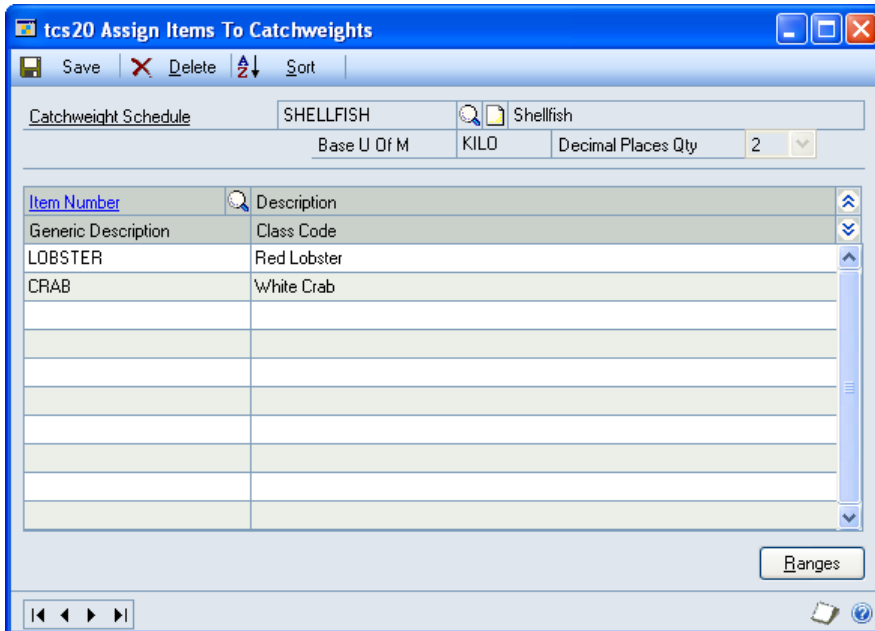 tcs20 Assign Items To Catchweights
Save Delete Sort
Catchweight Schedule SHELLFISH Shellfish
Base U Of M KILO Decimal Places Qty 2
Item Number Description
Generic Description Class Code
LOBSTER Red Lobster
CRAB White Crab
Ranges